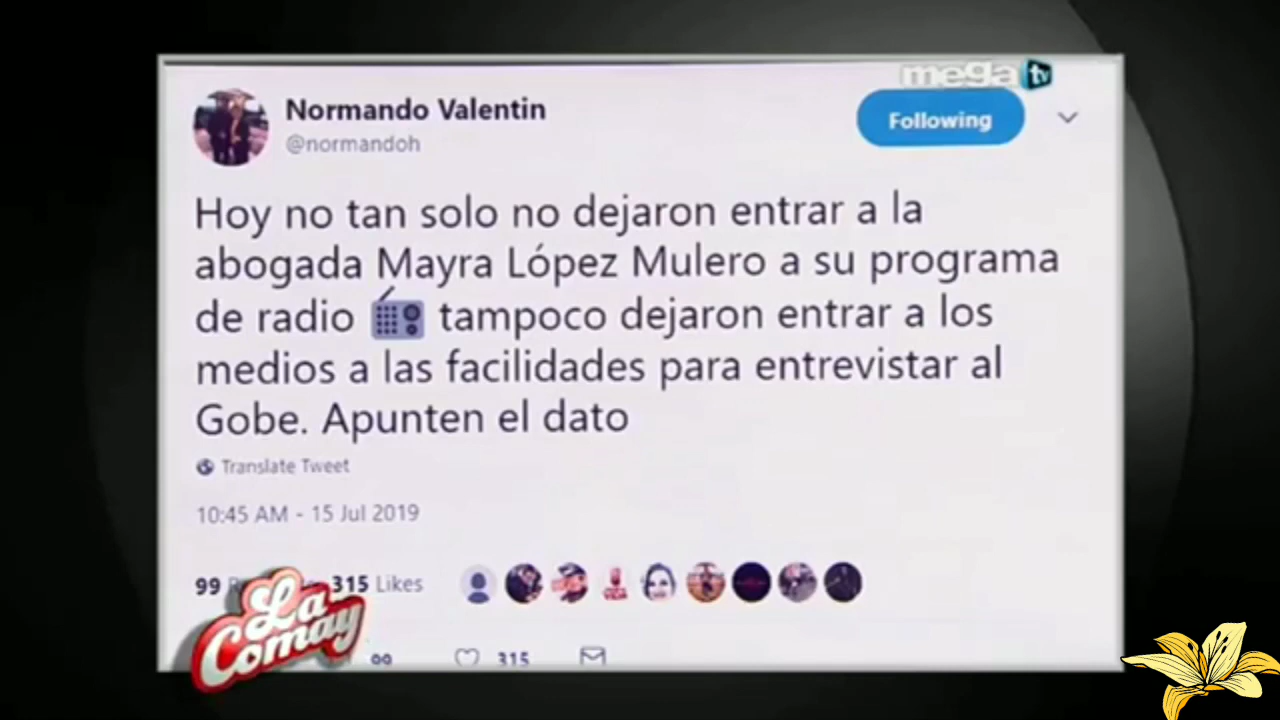 mega tv
Normando Valentin
Following
@normandoh
Hoy no tan solo no dejaron entrar a la
abogada Mayra López Mulero a su programa
de radio 📻 tampoco dejaron entrar a los
medios a las facilidades para entrevistar al
Gobe. Apunten el dato
Translate Tweet
10:45 AM - 15 Jul 2019
99 315 Likes
La
Comay
99 315